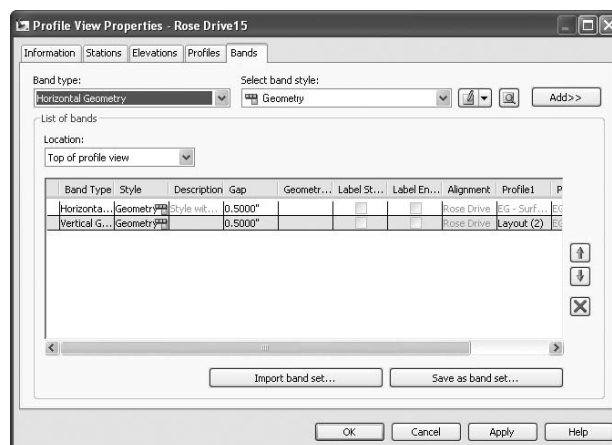 Profile View Properties - Rose Drive15
Information Stations Elevations Profiles Bands
Band type: Select band style:
Horizontal Geometry Geometry Add>>
List of bands
Location:
Top of profile view
Band Type Style Description Gap Geometr... Label St... Label En... Alignment Profile1 P
Horizonta... Geometry Style wit... 0.5000" Rose Drive EG - Surf... EG
Vertical G... Geometry 0.5000" Rose Drive Layout (2) EG
Import band set... Save as band set...
OK Cancel Apply Help